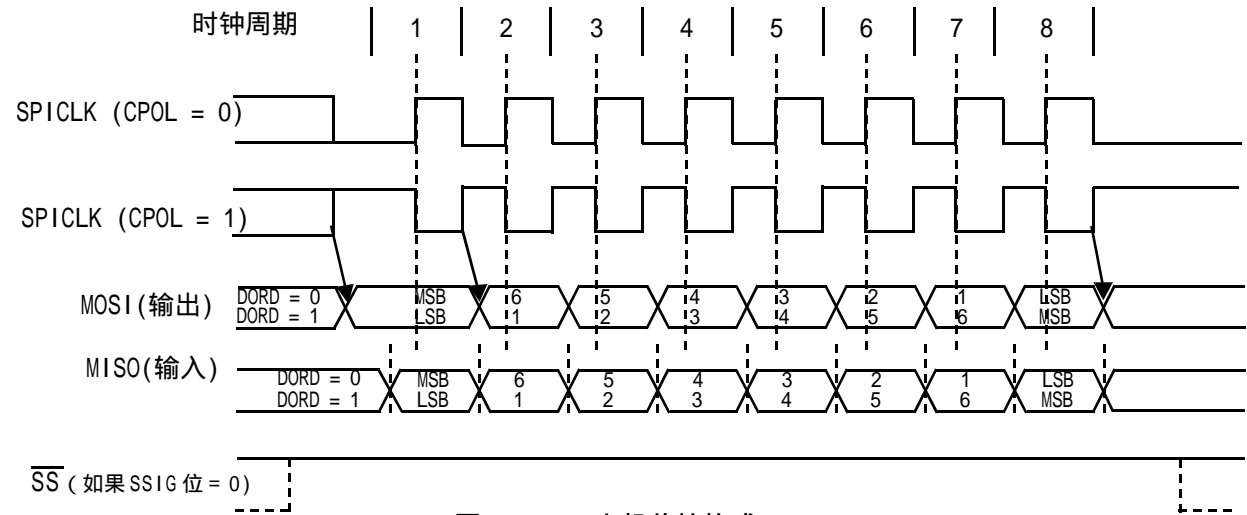 时钟周期 1 2 3 4 5 6 7 8
SPICLK (CPOL = 0)
SPICLK (CPOL = 1)
MOSI(输出) DORD = 0 MSB 6 5 4 3 2 1 LSB
DORD = 1 LSB 1 2 3 4 5 6 MSB
MISO(输入) DORD = 0 MSB 6 5 4 3 2 1 LSB
DORD = 1 LSB 1 2 3 4 5 6 MSB
SS (如果SSIG位= 0)